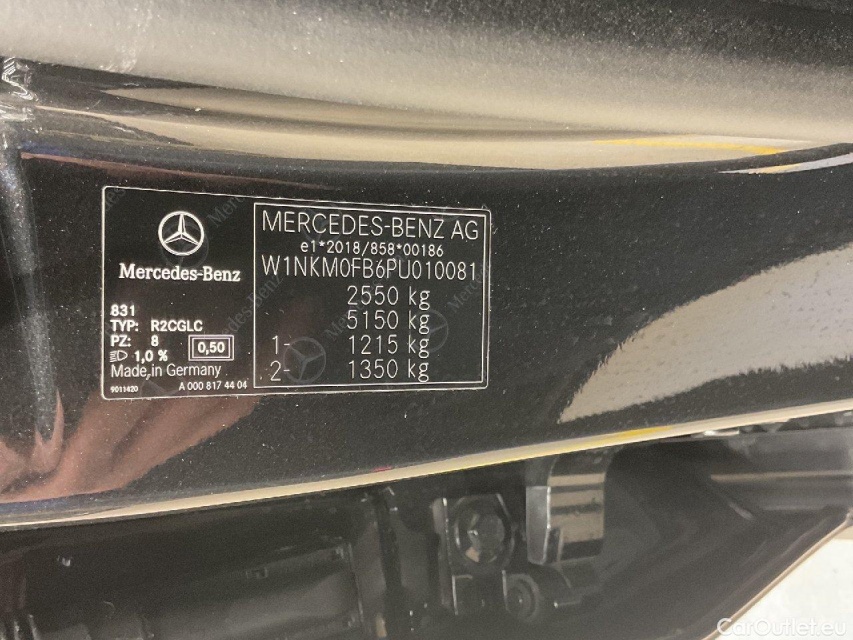 Mercedes-Benz
831
TYP: R2CGLC
PZ: 8
0,50
1,0 %
Made in Germany
9011420 A 000 817 44 04
MERCEDES-BENZ AG
e1*2018/858*00186
W1NKM0FB6PU010081
2550 kg
5150 kg
1- 1215 kg
2- 1350 kg
CarOutlet.eu